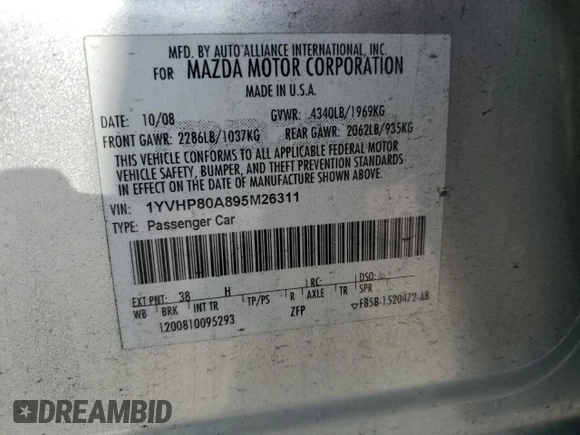 MFD. BY AUTO ALLIANCE INTERNATIONAL, INC.
FOR MAZDA MOTOR CORPORATION
MADE IN U.S.A.
DATE: 10/08 GVWR: 4340LB/1969KG
FRONT GAWR: 2286LB/1037KG REAR GAWR: 2062LB/935KG
THIS VEHICLE CONFORMS TO ALL APPLICABLE FEDERAL MOTOR
VEHICLE SAFETY, BUMPER, AND THEFT PREVENTION STANDARDS
IN EFFECT ON THE DATE OF MANUFACTURE SHOWN ABOVE.
VIN: 1YVHP80A895M26311
TYPE: Passenger Car
EXT PNT: 38 H RC: DSO:
WB BRK INT TR TP/PS R AXLE TR SPR
1200810095293 ZFP ▽F85B-1520472-AB
DREAMBID